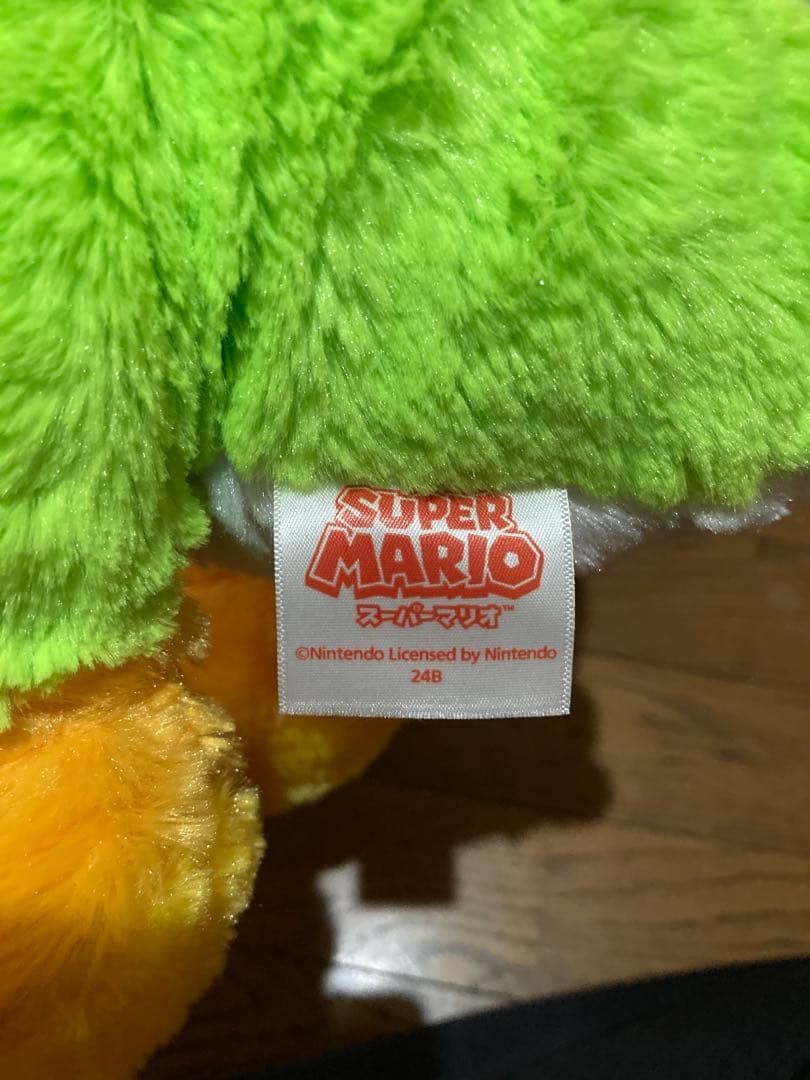 SUPER
MARIO
スーパーマリオ™
©Nintendo Licensed by Nintendo
24B